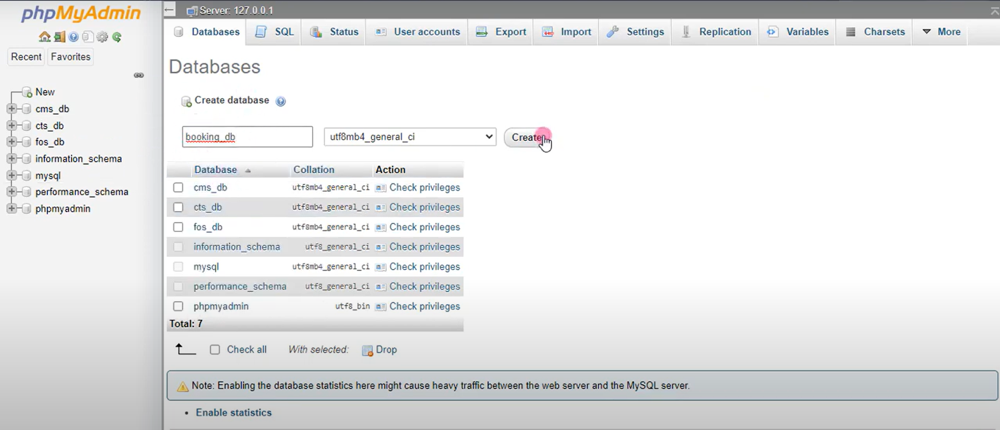 phpMyAdmin
Recent Favorites
New
cms_db
cts_db
fos_db
information_schema
mysql
performance_schema
phpmyadmin
Server: 127.0.0.1
Databases SQL Status User accounts Export Import Settings Replication Variables Charsets More
Databases
Create database
booking_db utf8mb4_general_ci Create
Database Collation Action
cms_db utf8mb4_general_ci Check privileges
cts_db utf8mb4_general_ci Check privileges
fos_db utf8mb4_general_ci Check privileges
information_schema utf8_general_ci Check privileges
mysql utf8mb4_general_ci Check privileges
performance_schema utf8_general_ci Check privileges
phpmyadmin utf8_bin Check privileges
Total: 7
Check all With selected: Drop
Note: Enabling the database statistics here might cause heavy traffic between the web server and the MySQL server.
Enable statistics